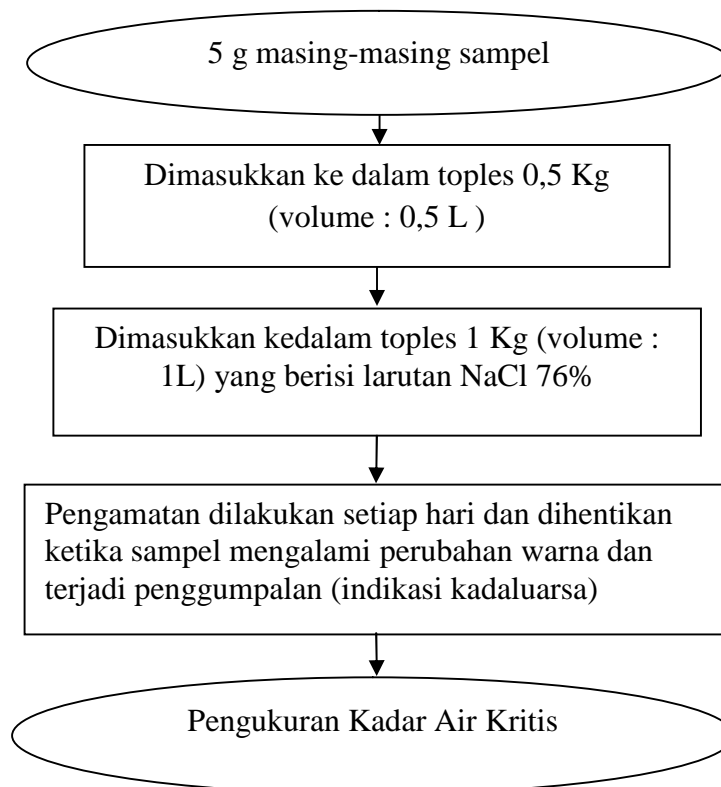 5 g masing-masing sampel
Dimasukkan ke dalam toples 0,5 Kg
(volume : 0,5 L )
Dimasukkan kedalam toples 1 Kg (volume :
1L) yang berisi larutan NaCl 76%
Pengamatan dilakukan setiap hari dan dihentikan
ketika sampel mengalami perubahan warna dan
terjadi penggumpalan (indikasi kadaluarsa)
Pengukuran Kadar Air Kritis